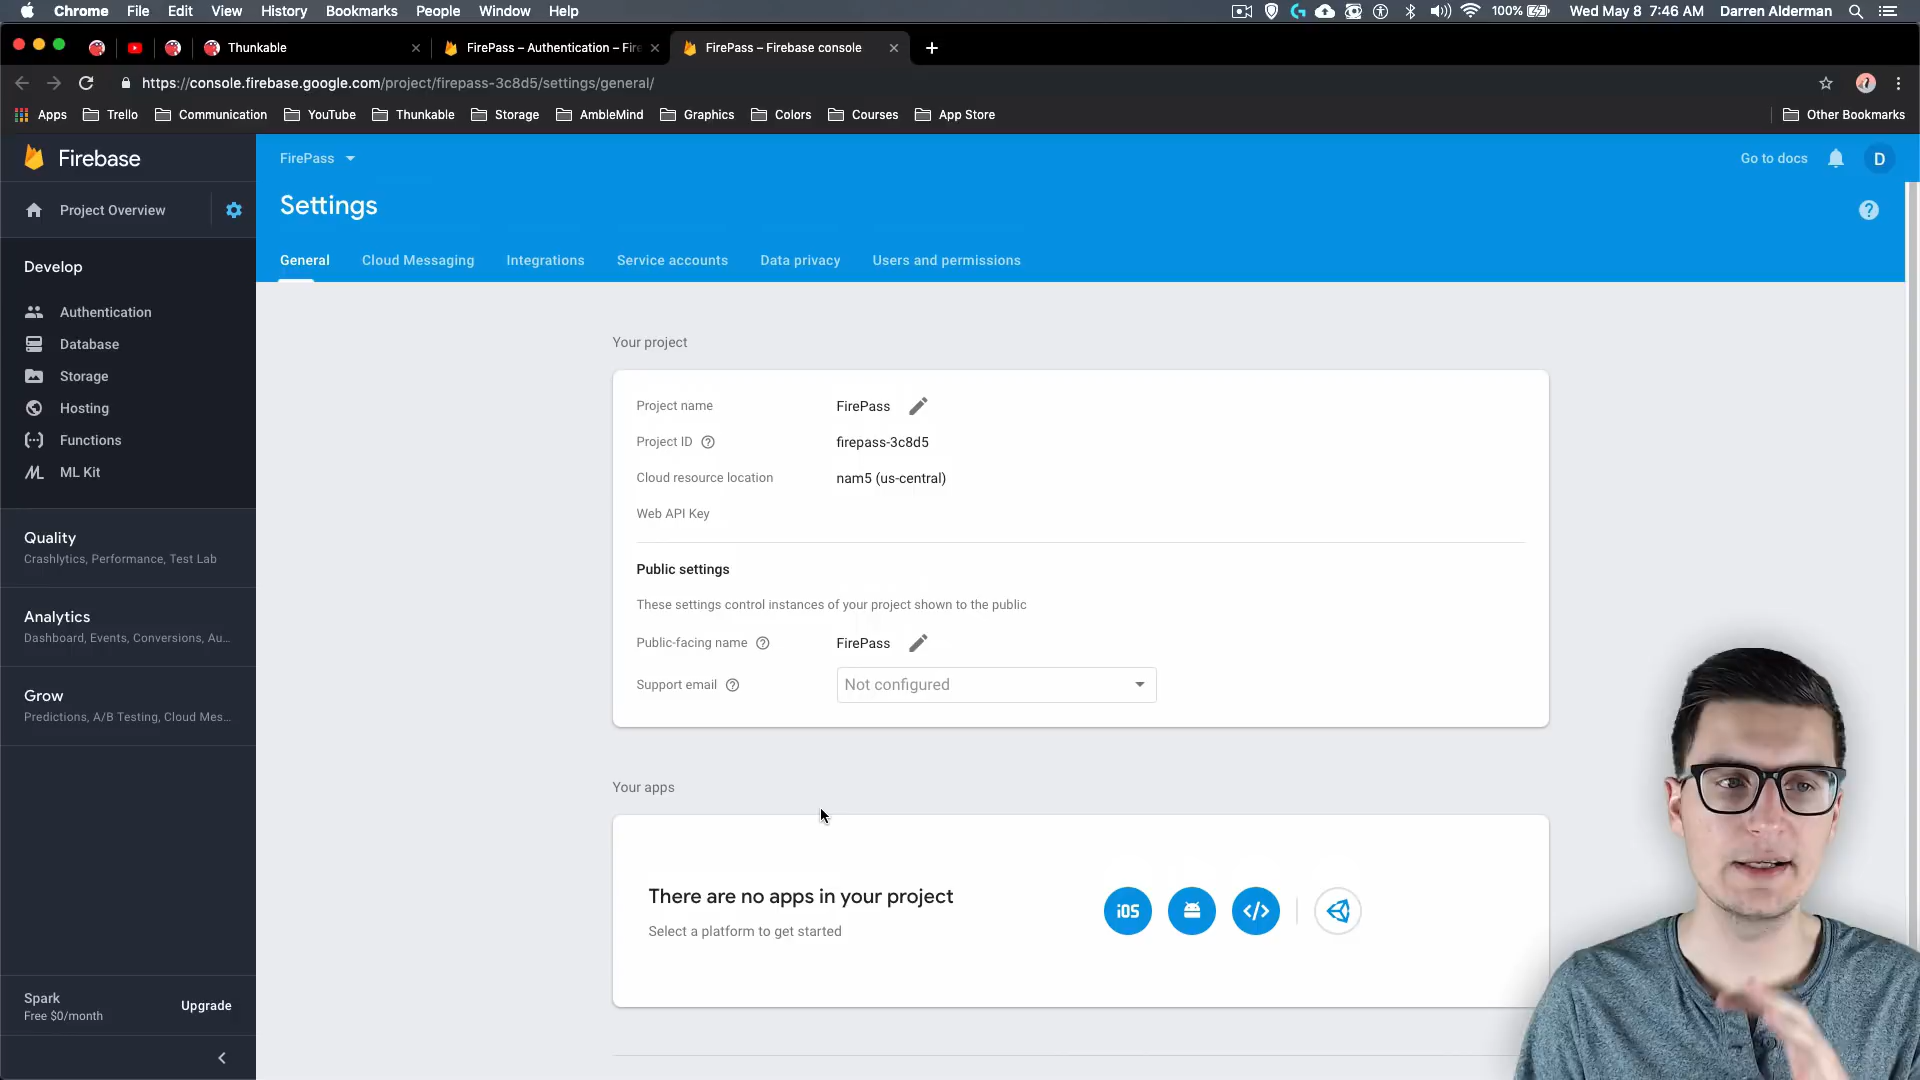 Chrome File Edit View History Bookmarks People Window Help 100% Wed May 8 7:46 AM Darren Alderman
Thunkable FirePass – Authentication – Fire FirePass – Firebase console
https://console.firebase.google.com/project/firepass-3c8d5/settings/general/
Apps Trello Communication YouTube Thunkable Storage AmbleMind Graphics Colors Courses App Store Other Bookmarks
Firebase
FirePass
Go to docs
D
Project Overview
Settings
General Cloud Messaging Integrations Service accounts Data privacy Users and permissions
Develop
Authentication
Database
Storage
Hosting
Functions
ML Kit
Quality
Crashlytics, Performance, Test Lab
Analytics
Dashboard, Events, Conversions, Au...
Grow
Predictions, A/B Testing, Cloud Mes...
Spark
Free $0/month
Upgrade
Your project
Project name FirePass
Project ID firepass-3c8d5
Cloud resource location nam5 (us-central)
Web API Key
Public settings
These settings control instances of your project shown to the public
Public-facing name FirePass
Support email Not configured
Your apps
There are no apps in your project
Select a platform to get started
iOS
</>